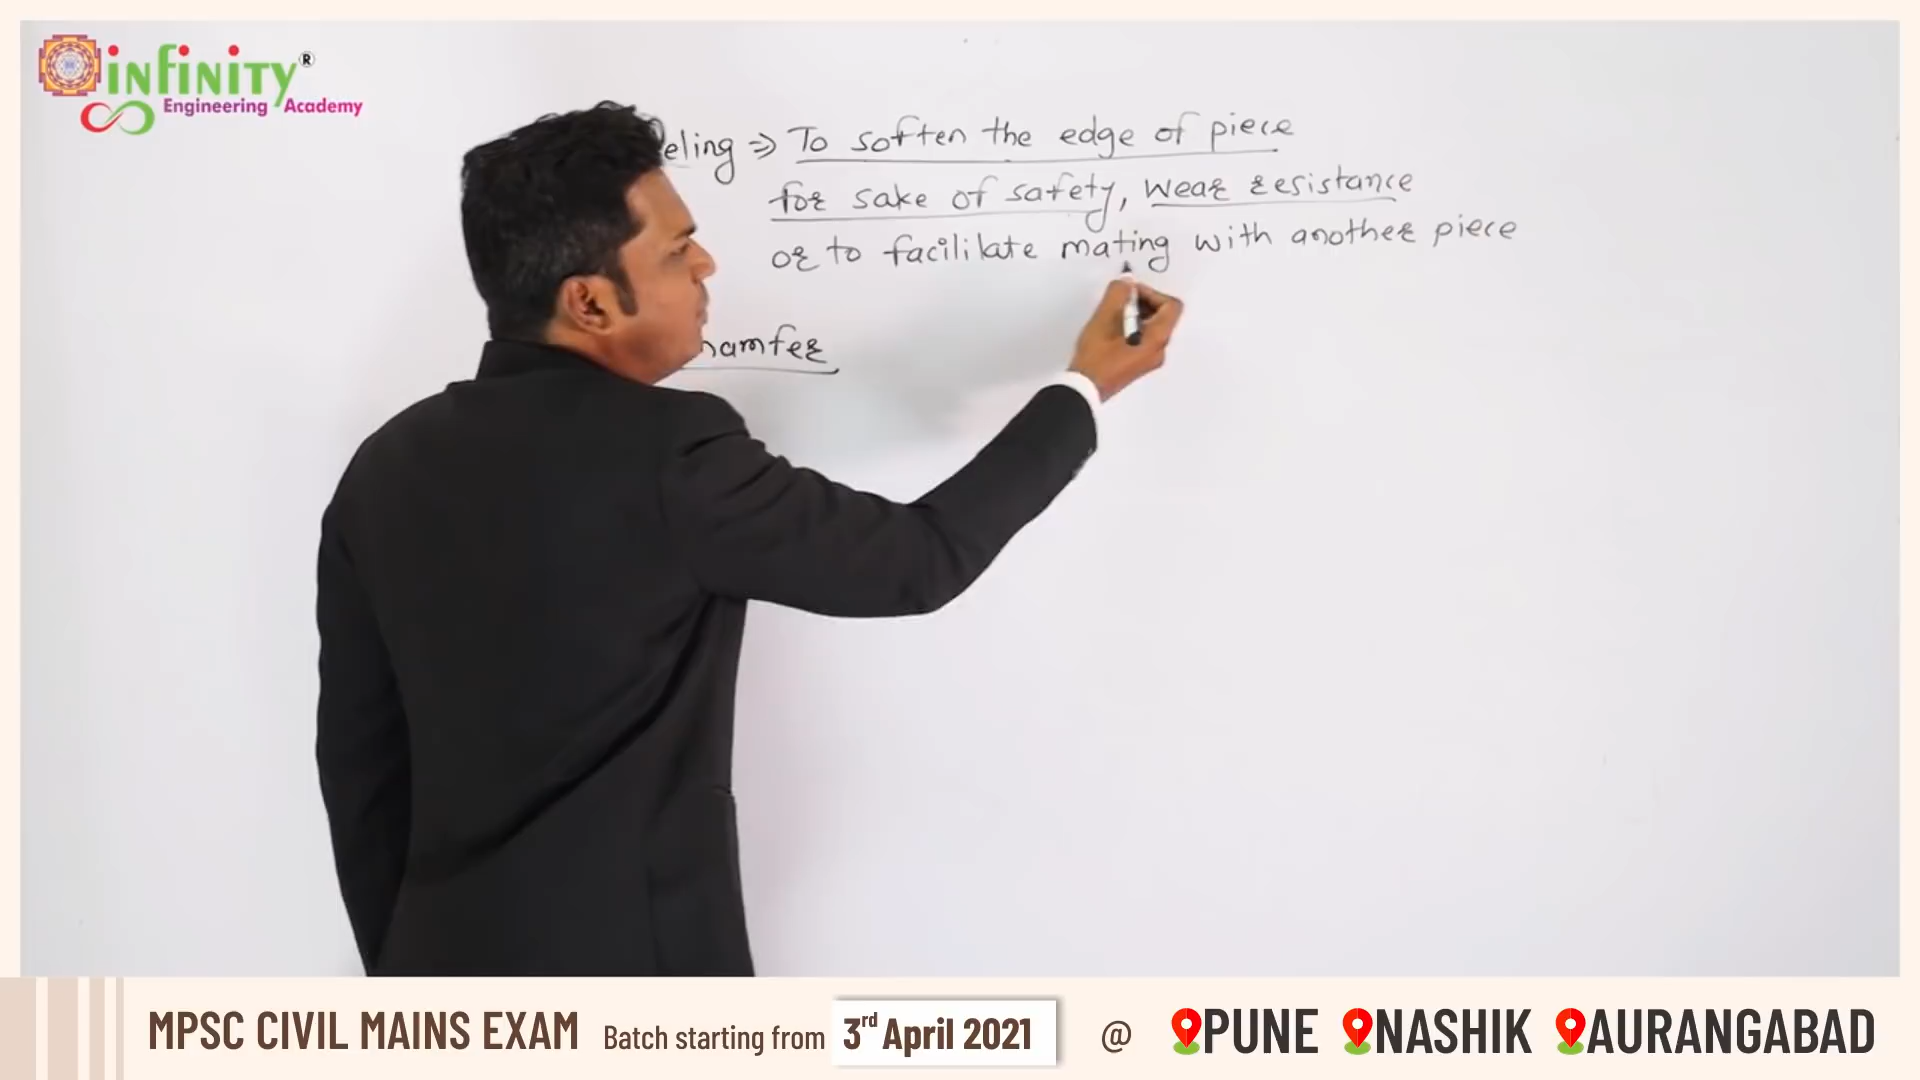 infinity®
Engineering Academy
eling ⇒ To soften the edge of piece
for sake of safety, wear resistance
or to facililate mating with another piece
hamfer
MPSC CIVIL MAINS EXAM Batch starting from 3rd April 2021 @ PUNE NASHIK AURANGABAD